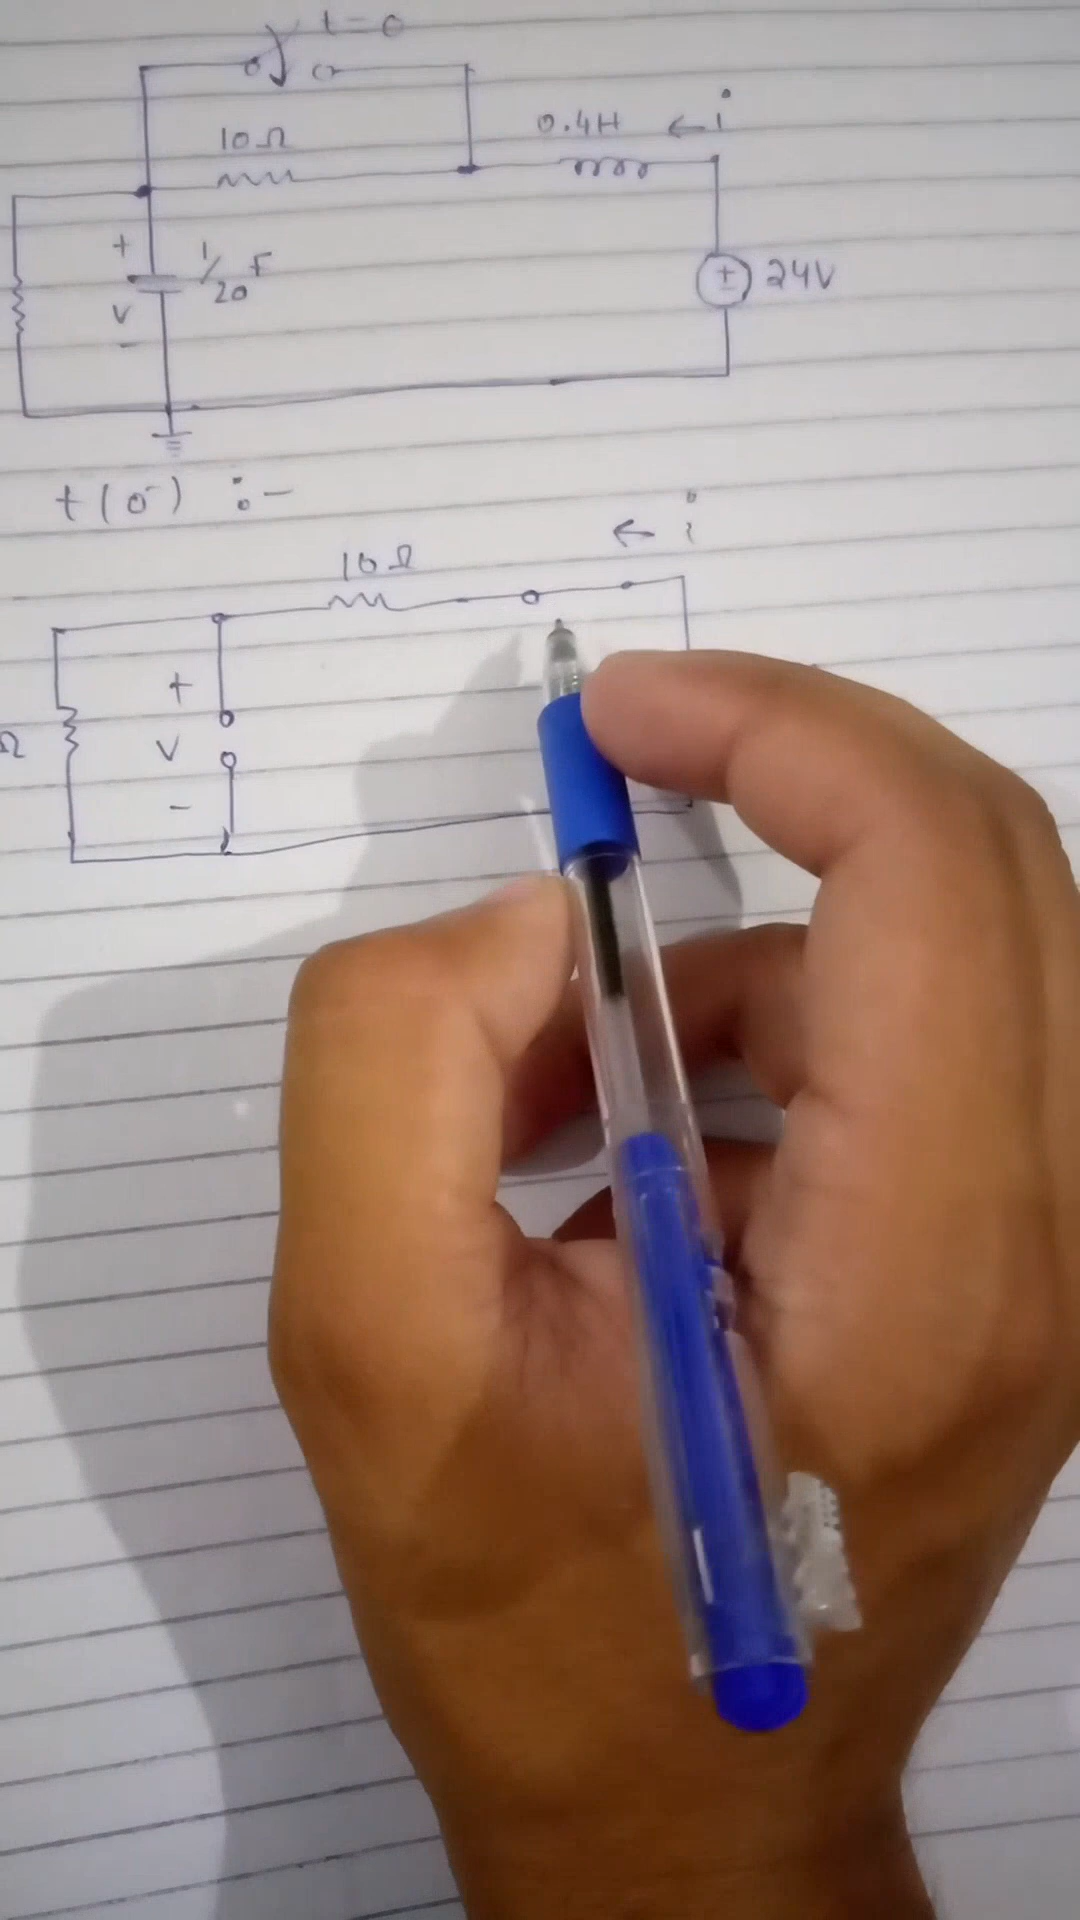 t=0
10Ω
0.4H ← i
+
1/20 F
V
-
± 24V
t(0⁻) :-
← i
10Ω
+
Ω V
-